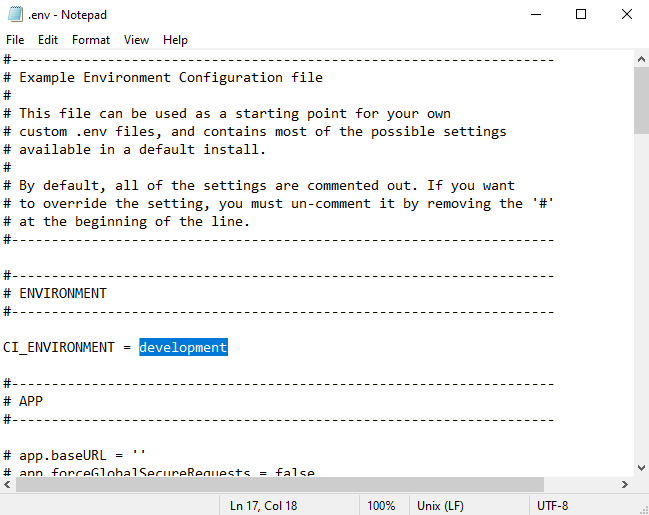 .env - Notepad
File Edit Format View Help
#--------------------------------------------------------------------
# Example Environment Configuration file
#
# This file can be used as a starting point for your own
# custom .env files, and contains most of the possible settings
# available in a default install.
#
# By default, all of the settings are commented out. If you want
# to override the setting, you must un-comment it by removing the '#'
# at the beginning of the line.
#--------------------------------------------------------------------
#--------------------------------------------------------------------
# ENVIRONMENT
#--------------------------------------------------------------------
CI_ENVIRONMENT = development
#--------------------------------------------------------------------
# APP
#--------------------------------------------------------------------
# app.baseURL = ''
# app.forceGlobalSecureRequests = false
Ln 17, Col 18 100% Unix (LF) UTF-8